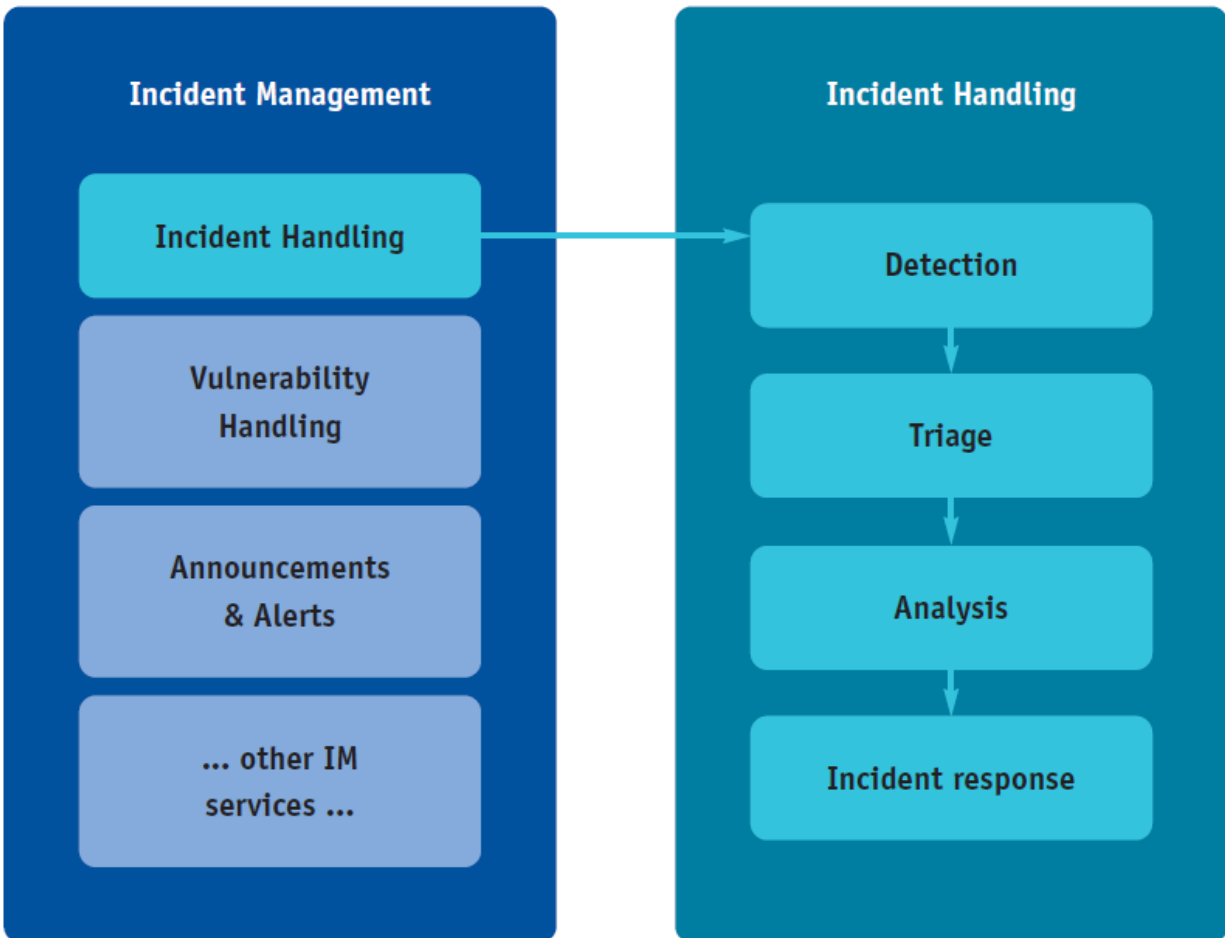 Incident Management
Incident Handling
Vulnerability
Handling
Announcements
& Alerts
... other IM
services ...
Incident Handling
Detection
Triage
Analysis
Incident response